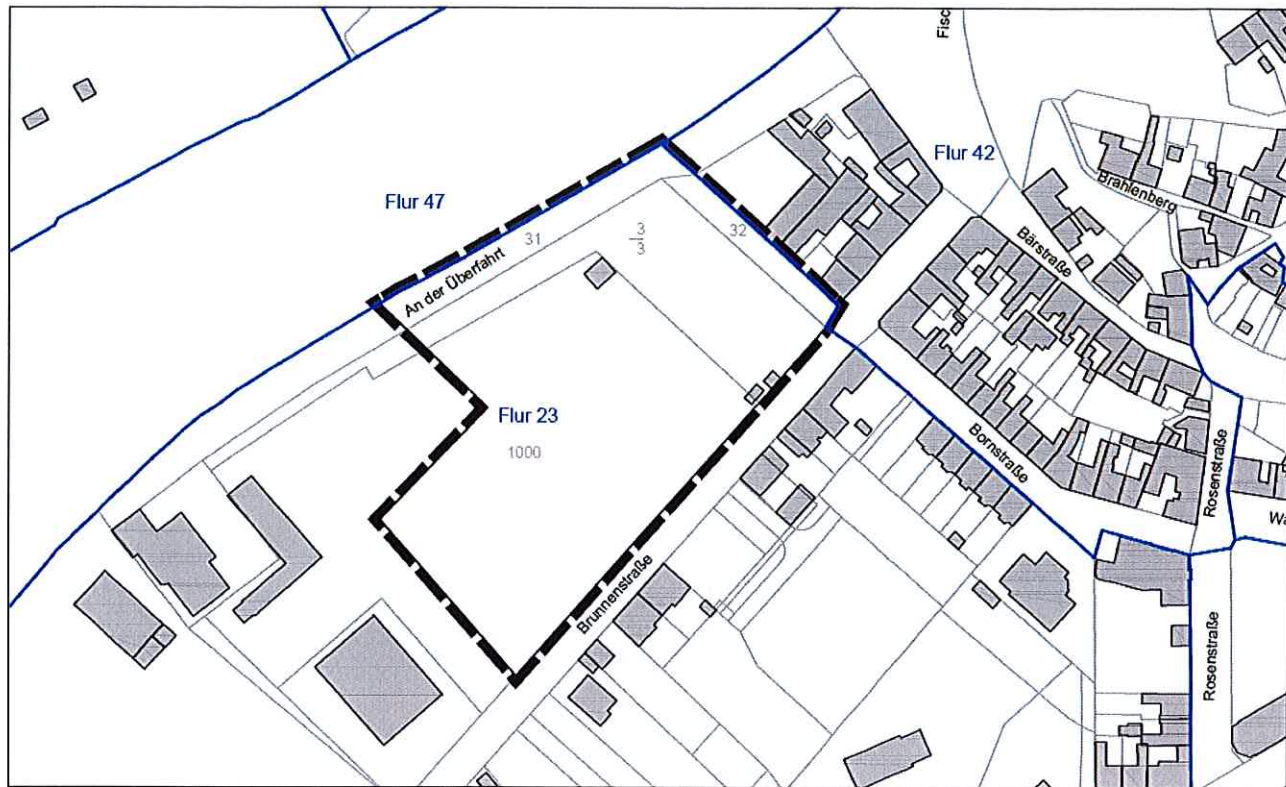 Fisc
Flur 42
Brahlenberg
Flur 47
31
3
3
32
Bärstraße
An der Überfahrt
Flur 23
1000
Bornstraße
Rosenstraße
Wa
Brunnenstraße
Rosenstraße